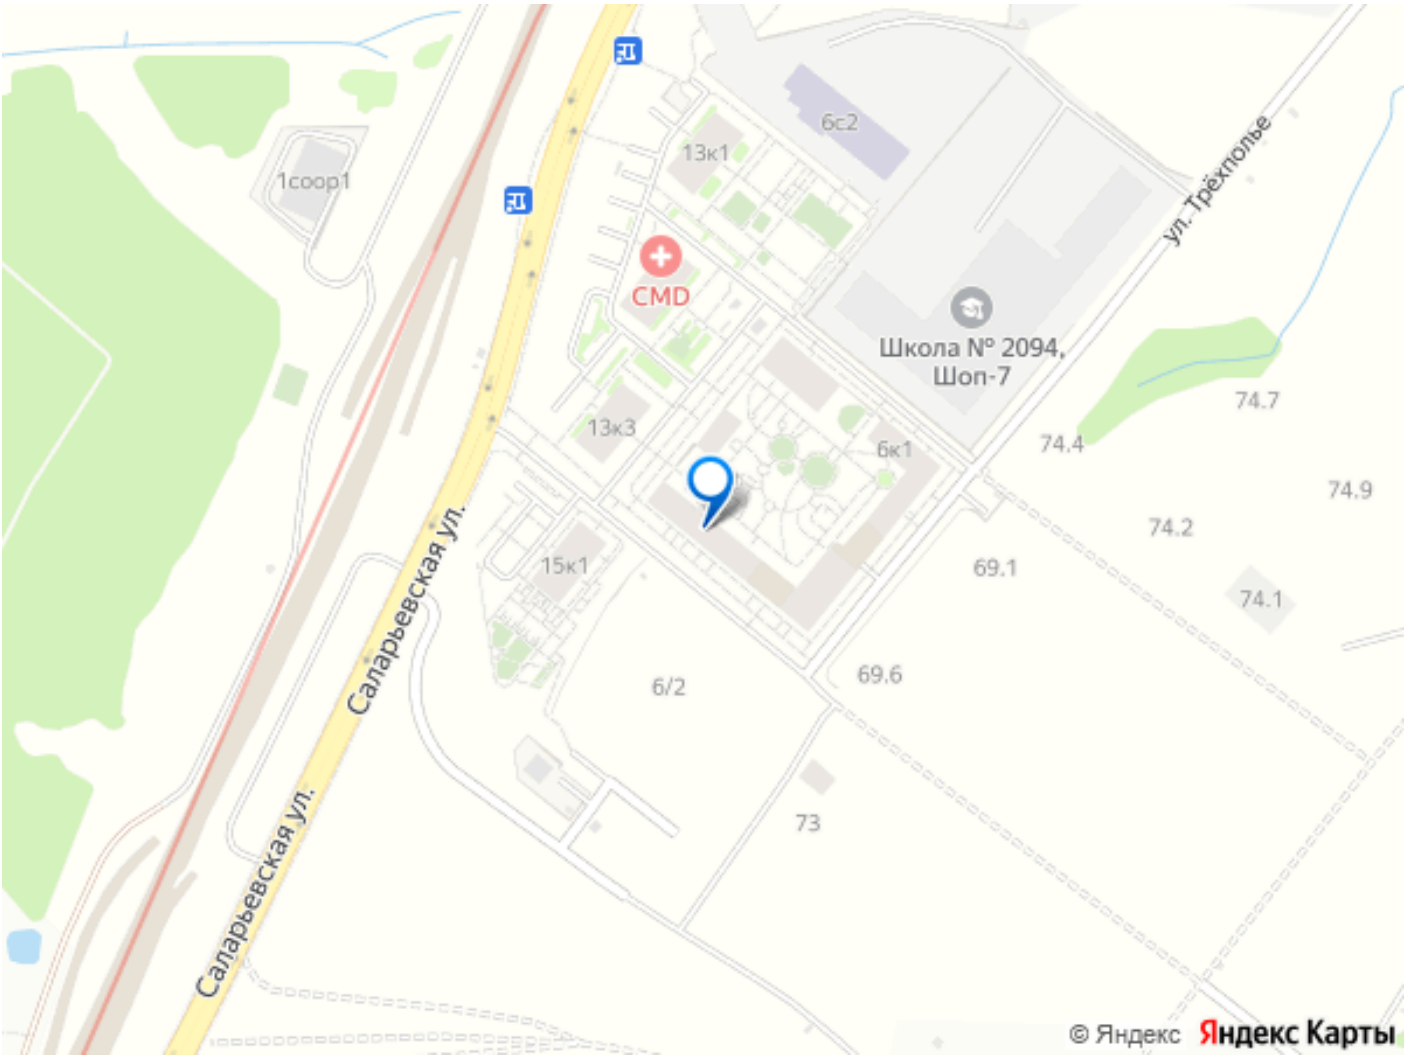 6с2
ул. Трёхполье
13к1
1соор1
CMD
Школа № 2094,
Шоп-7
74.7
13к3
6к1
74.4
74.9
74.2
15к1
69.1
74.1
Саларьевская ул.
69.6
6/2
73
Саларьевская ул.
© Яндекс Яндекс Карты